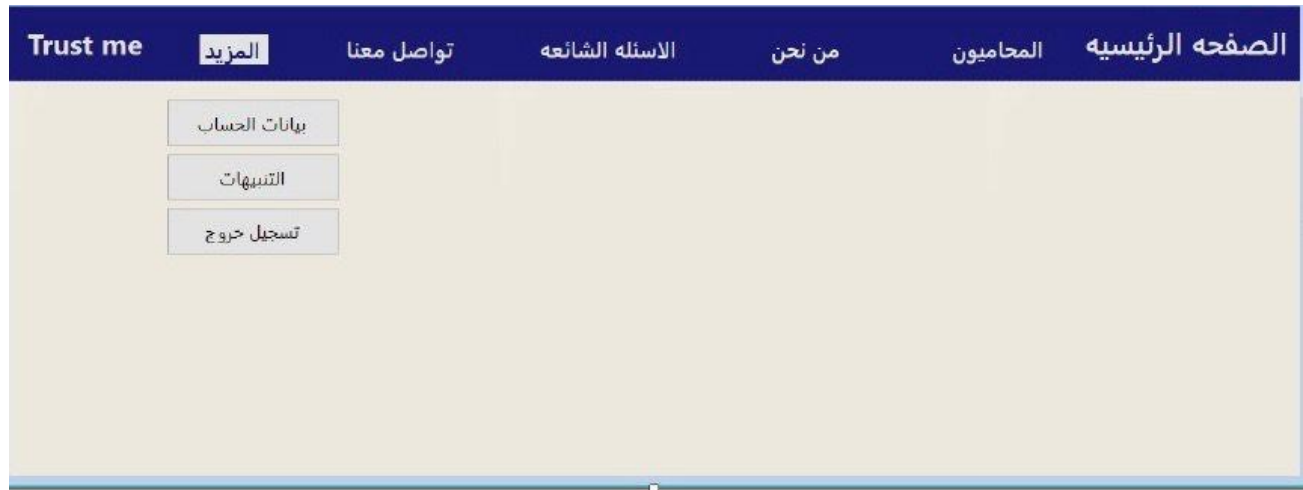 الصفحه الرئيسيه المحاميون من نحن الاسئله الشائعه تواصل معنا المزيد Trust me
بيانات الحساب
التنبيهات
تسجيل خروج